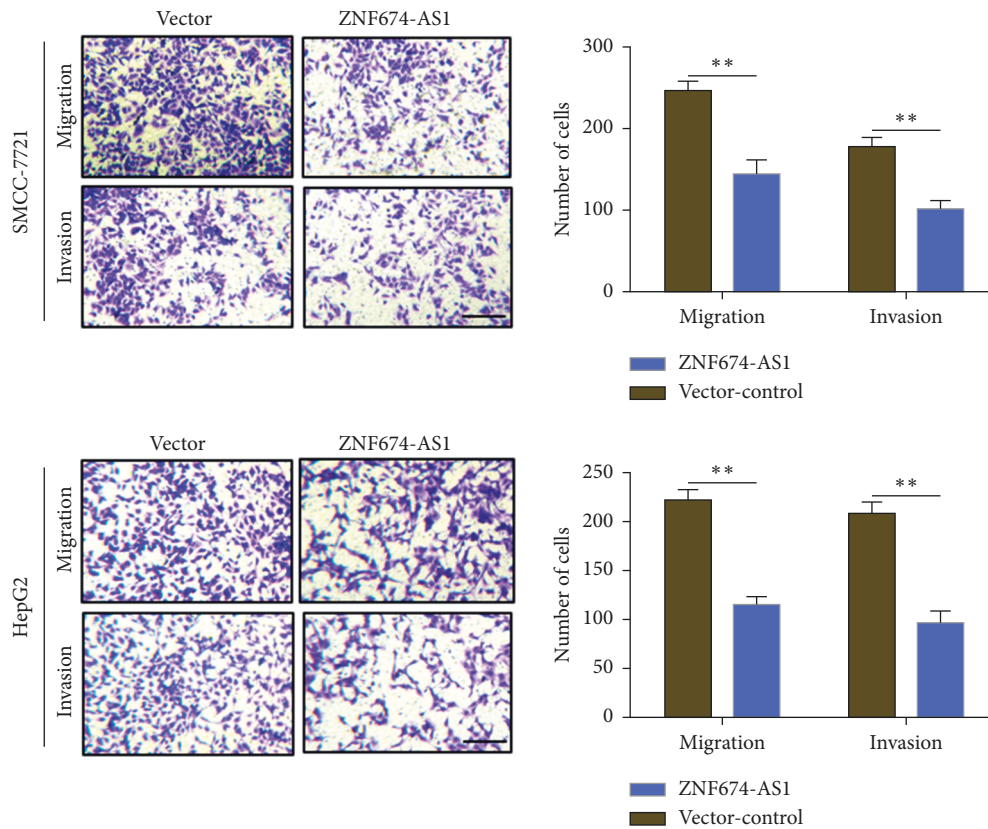 Vector
ZNF674-AS1
SMCC-7721
Migration
Invasion
Number of cells
300
200
100
0
**
**
Migration
Invasion
ZNF674-AS1
Vector-control
Vector
ZNF674-AS1
HepG2
Migration
Invasion
Number of cells
250
200
150
100
50
0
**
**
Migration
Invasion
ZNF674-AS1
Vector-control